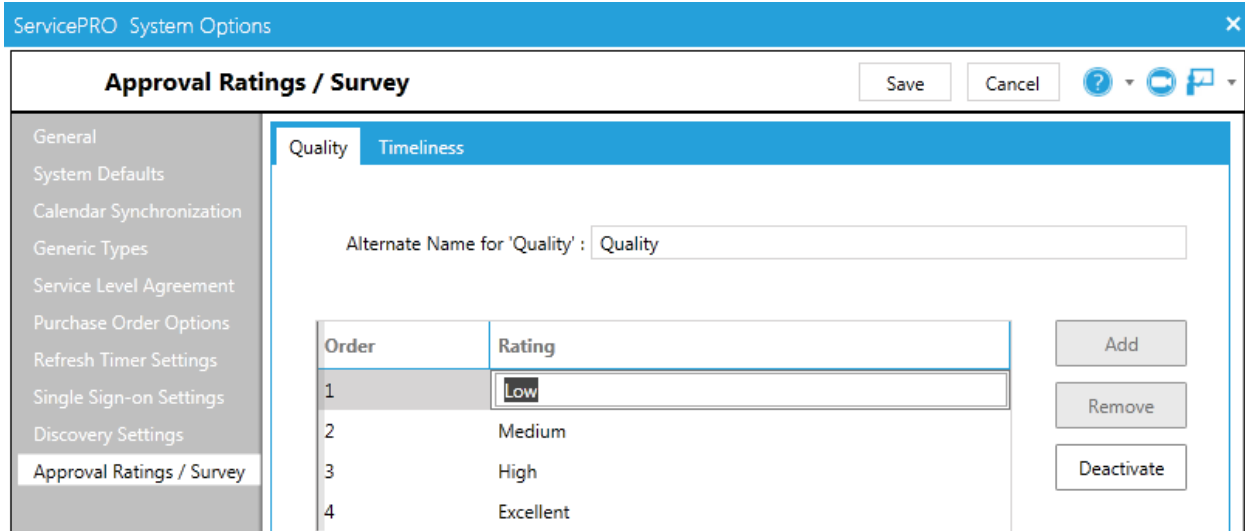 ServicePRO System Options
Approval Ratings / Survey
Save
Cancel
?
General
System Defaults
Calendar Synchronization
Generic Types
Service Level Agreement
Purchase Order Options
Refresh Timer Settings
Single Sign-on Settings
Discovery Settings
Approval Ratings / Survey
Quality Timeliness
Alternate Name for 'Quality' : Quality
Order Rating
1 Low
2 Medium
3 High
4 Excellent
Add
Remove
Deactivate